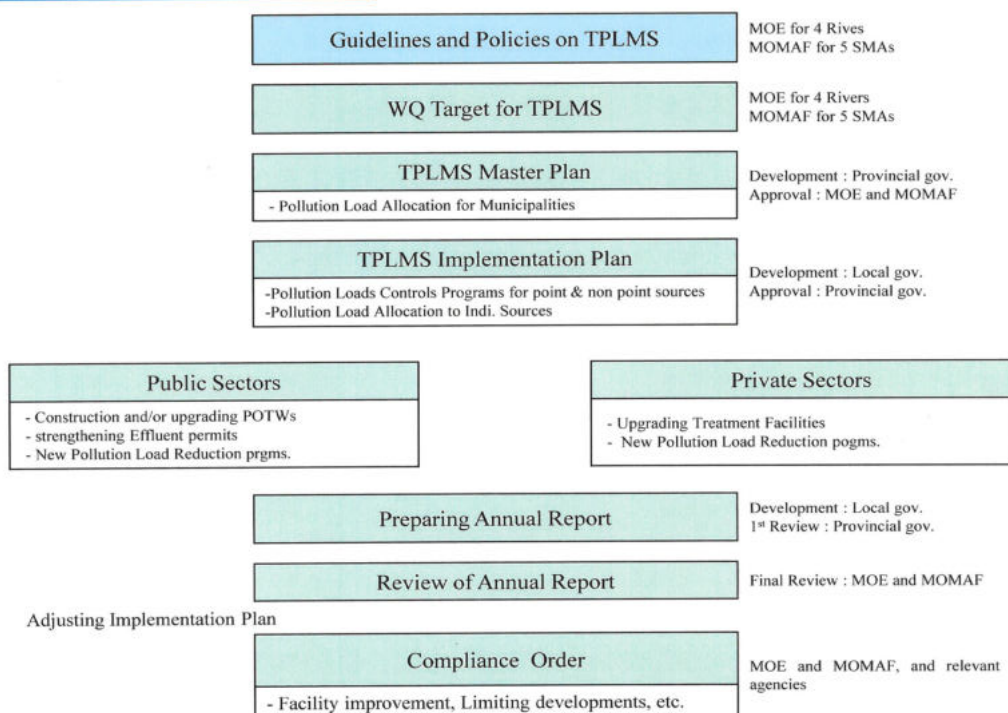 Guidelines and Policies on TPLMS
MOE for 4 Rives
MOMAF for 5 SMAs
WQ Target for TPLMS
MOE for 4 Rivers
MOMAF for 5 SMAs
TPLMS Master Plan
- Pollution Load Allocation for Municipalities
Development : Provincial gov.
Approval : MOE and MOMAF
TPLMS Implementation Plan
-Pollution Loads Controls Programs for point & non point sources
-Pollution Load Allocation to Indi. Sources
Development : Local gov.
Approval : Provincial gov.
Public Sectors
- Construction and/or upgrading POTWs
- strengthening Effluent permits
- New Pollution Load Reduction prgms.
Private Sectors
- Upgrading Treatment Facilities
- New Pollution Load Reduction pogms.
Preparing Annual Report
Development : Local gov.
1st Review : Provincial gov.
Review of Annual Report
Final Review : MOE and MOMAF
Adjusting Implementation Plan
Compliance Order
- Facility improvement, Limiting developments, etc.
MOE and MOMAF, and relevant
agencies